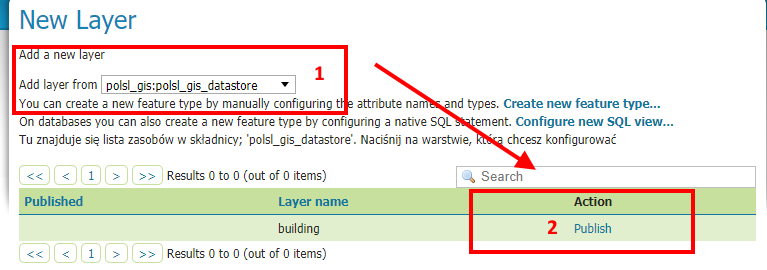 New Layer
Add a new layer
Add layer from polsl_gis:polsl_gis_datastore
1
You can create a new feature type by manually configuring the attribute names and types. Create new feature type...
On databases you can also create a new feature type by configuring a native SQL statement. Configure new SQL view...
Tu znajduje się lista zasobów w składnicy; 'polsl_gis_datastore'. Naciśnij na warstwie, którą chcesz konfigurować
<< < 1 > >> Results 0 to 0 (out of 0 items) Search
Published Layer name Action
building 2 Publish
<< < 1 > >> Results 0 to 0 (out of 0 items)